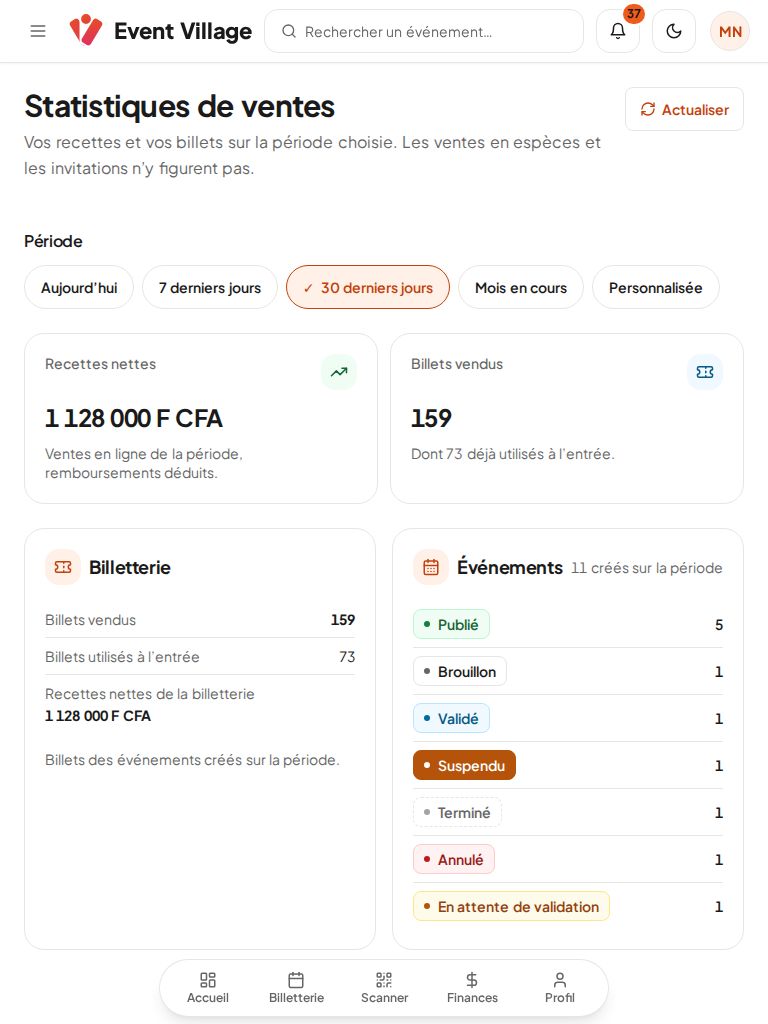 Event Village
Rechercher un événement…
37
MN
Statistiques de ventes
Actualiser
Vos recettes et vos billets sur la période choisie. Les ventes en espèces et
les invitations n’y figurent pas.
Période
Aujourd’hui
7 derniers jours
✓ 30 derniers jours
Mois en cours
Personnalisée
Recettes nettes
1 128 000 F CFA
Ventes en ligne de la période,
remboursements déduits.
Billets vendus
159
Dont 73 déjà utilisés à l’entrée.
Billetterie
Billets vendus 159
Billets utilisés à l’entrée 73
Recettes nettes de la billetterie
1 128 000 F CFA
Billets des événements créés sur la période.
Événements 11 créés sur la période
Publié 5
Brouillon 1
Validé 1
Suspendu 1
Terminé 1
Annulé 1
En attente de validation 1
Accueil
Billetterie
Scanner
Finances
Profil